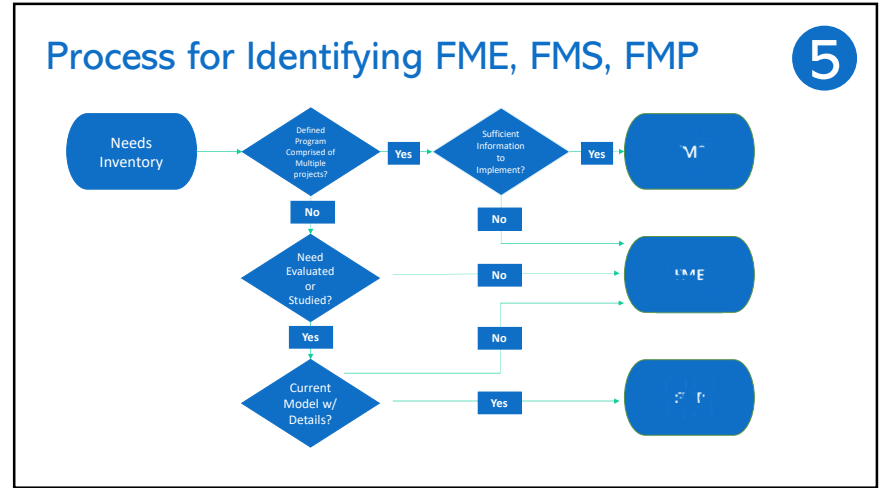 Process for Identifying FME, FMS, FMP
5
Needs
Inventory
Defined
Program
Comprised of
Multiple
projects?
Yes
Sufficient
Information
to
Implement?
Yes
No
No
Need
Evaluated
or
Studied?
No
Yes
No
Current
Model w/
Details?
Yes